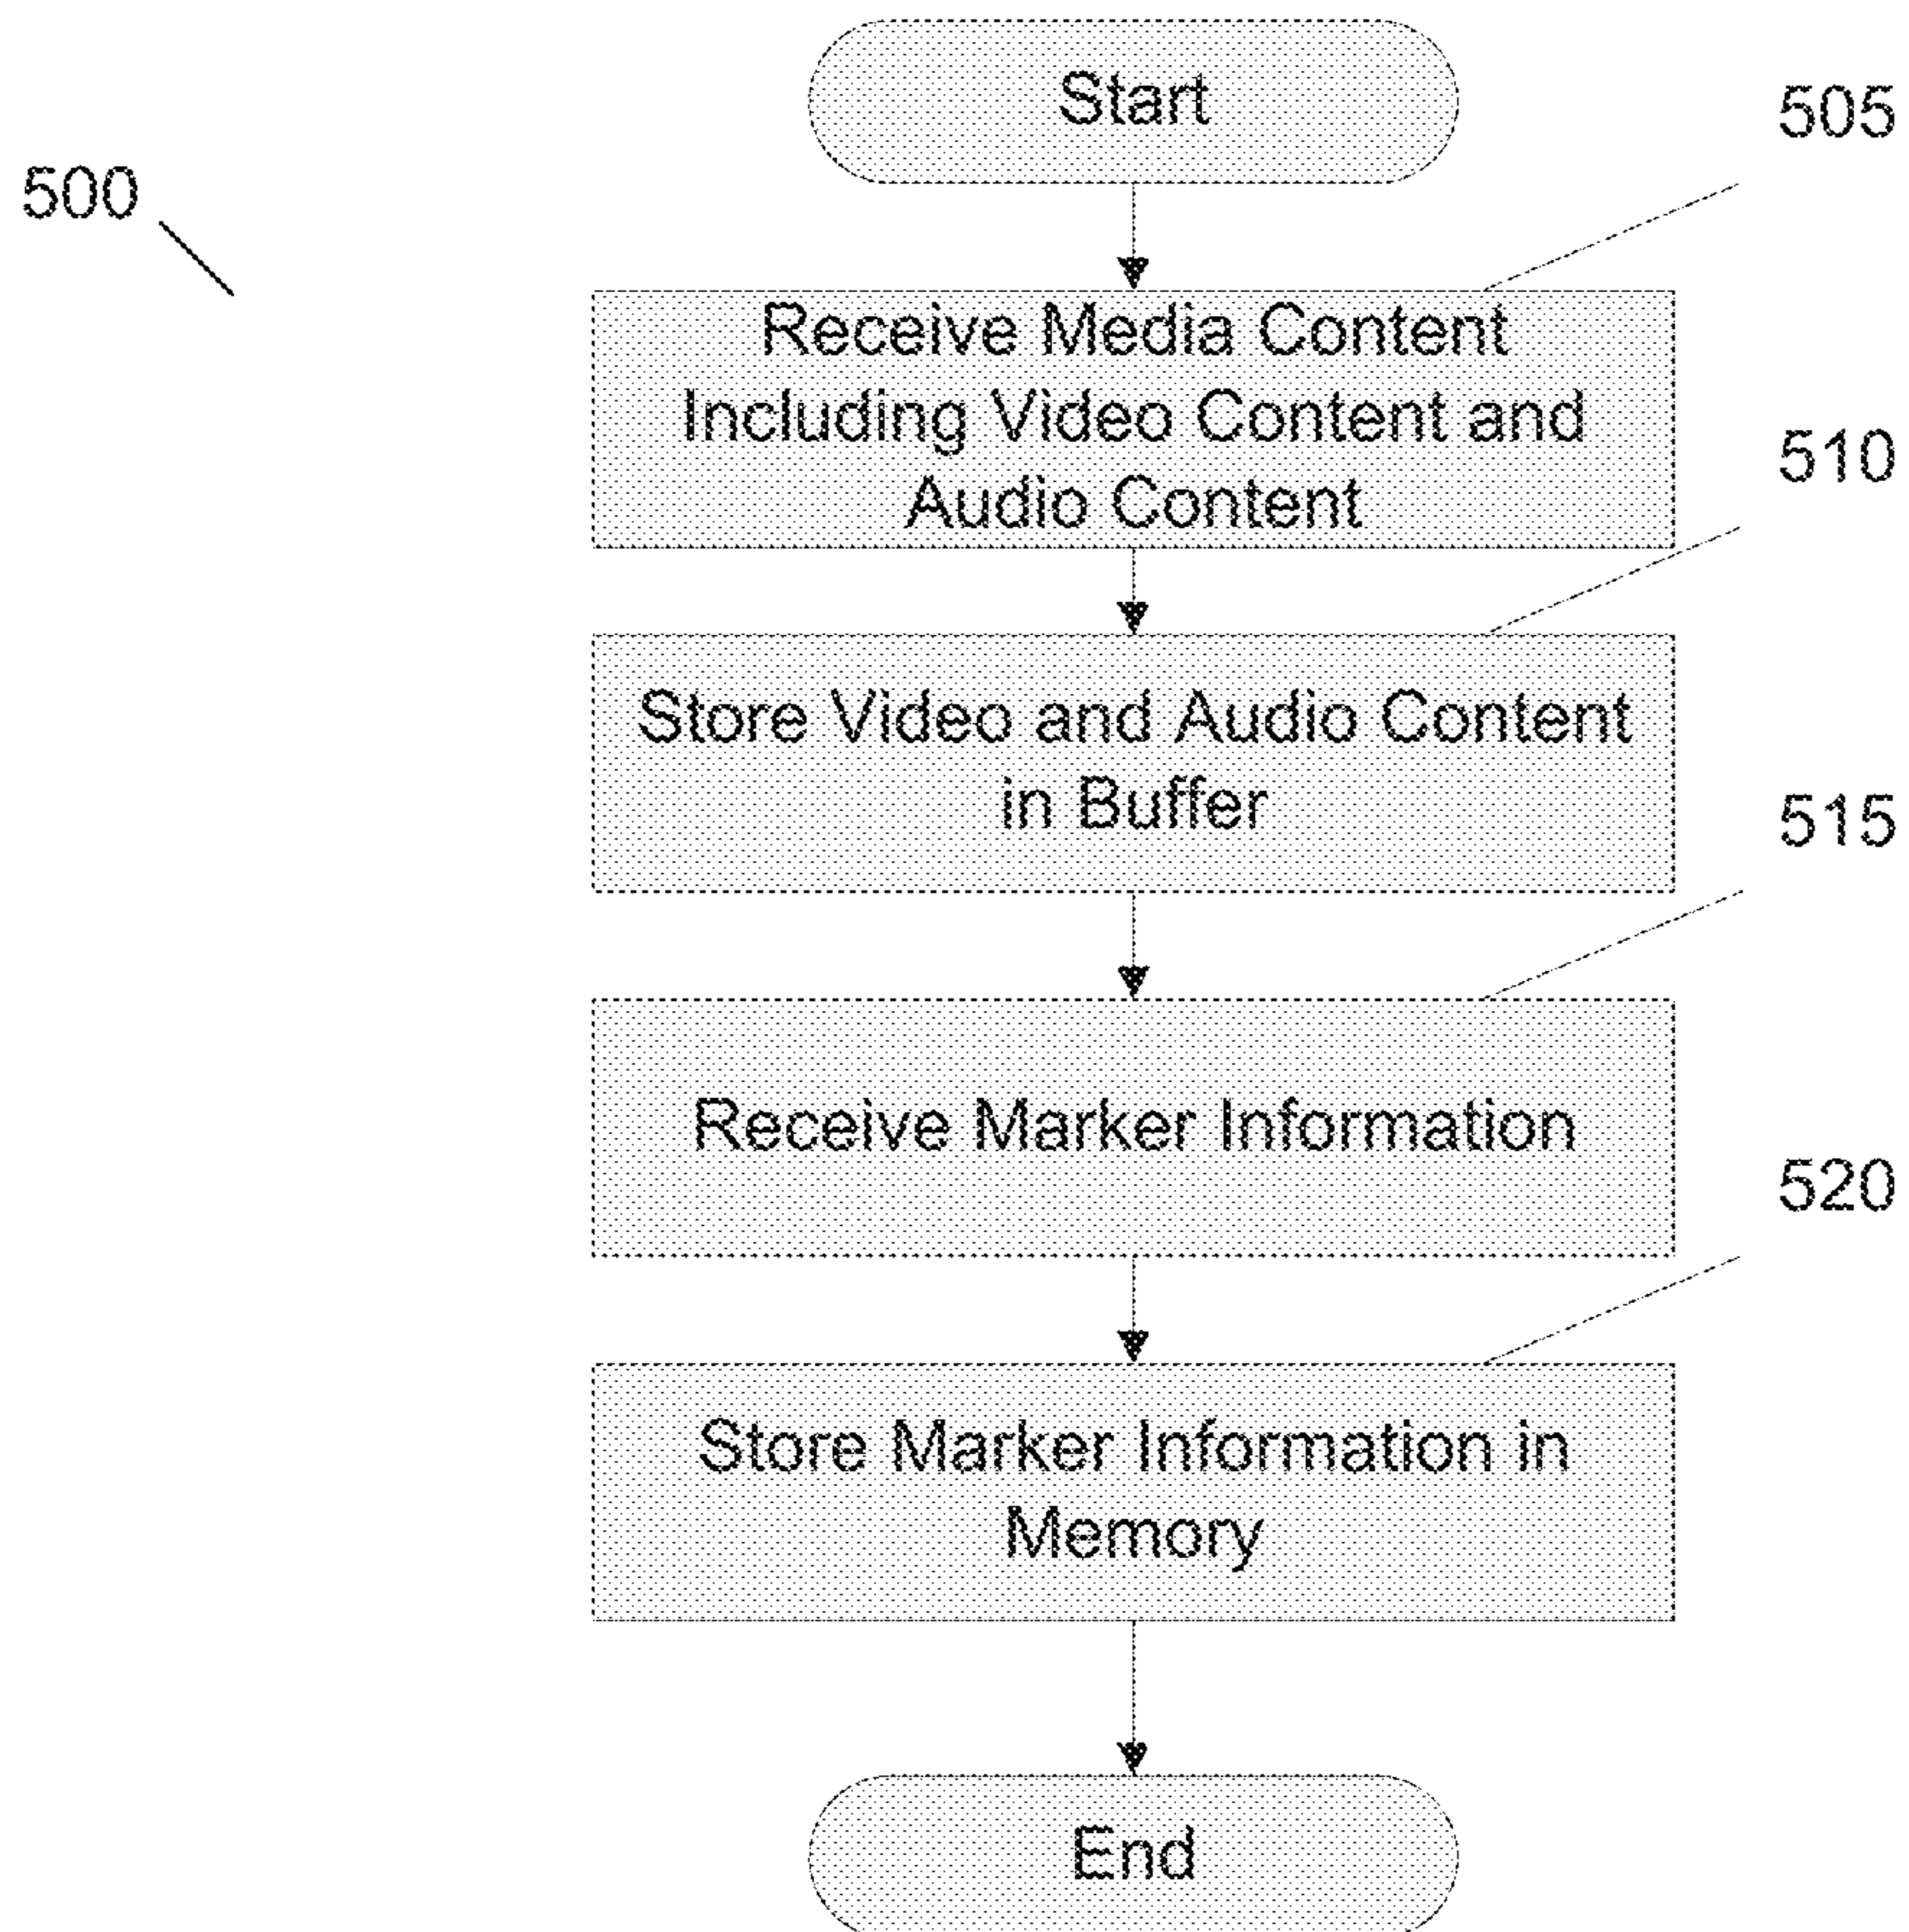 Start
505
500
Receive Media Content
Including Video Content and
Audio Content
510
Store Video and Audio Content
in Buffer
515
Receive Marker Information
520
Store Marker Information in
Memory
End